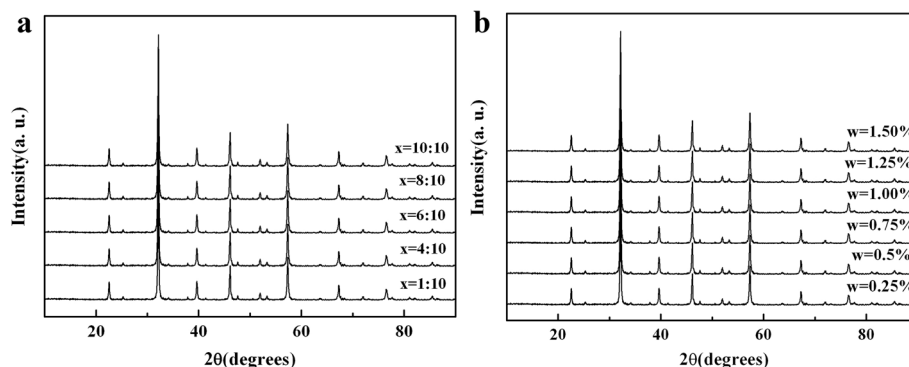 a
Intensity(a. u.)
x=10:10
x=8:10
x=6:10
x=4:10
x=1:10
20 40 60 80
2θ(degrees)
b
Intensity(a. u.)
w=1.50%
w=1.25%
w=1.00%
w=0.75%
w=0.5%
w=0.25%
20 40 60 80
2θ(degrees)